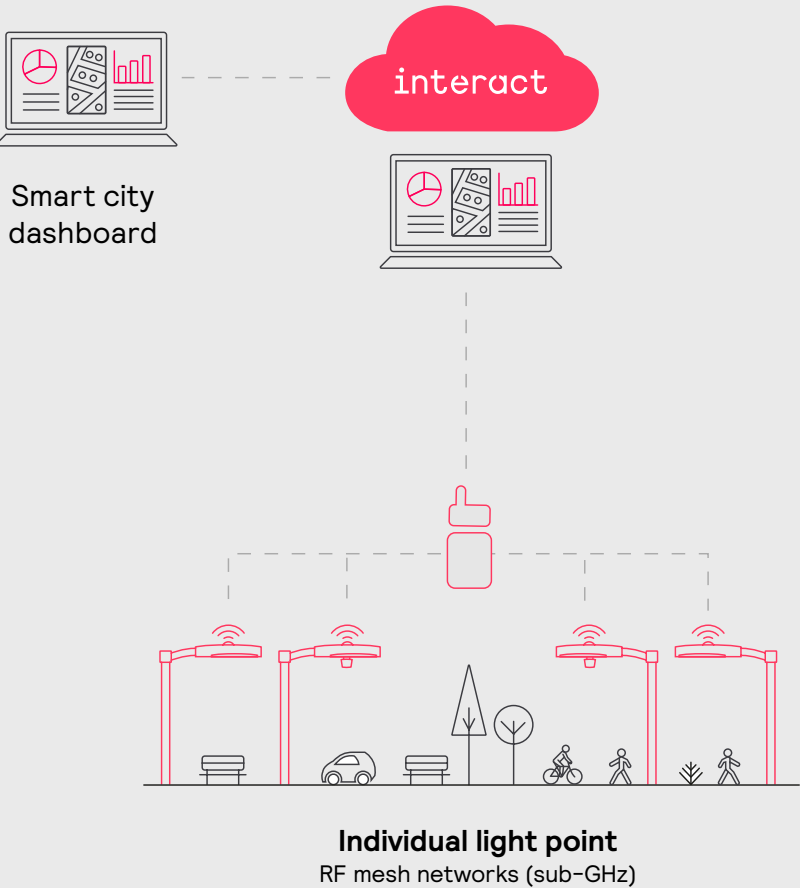 interact
Smart city
dashboard
Individual light point
RF mesh networks (sub-GHz)